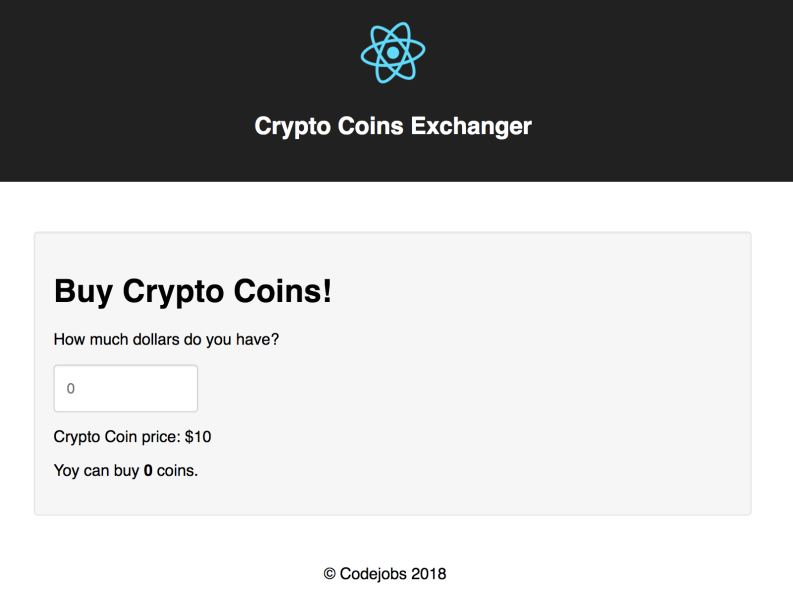 Crypto Coins Exchanger
Buy Crypto Coins!
How much dollars do you have?
0
Crypto Coin price: $10
Yoy can buy 0 coins.
© Codejobs 2018